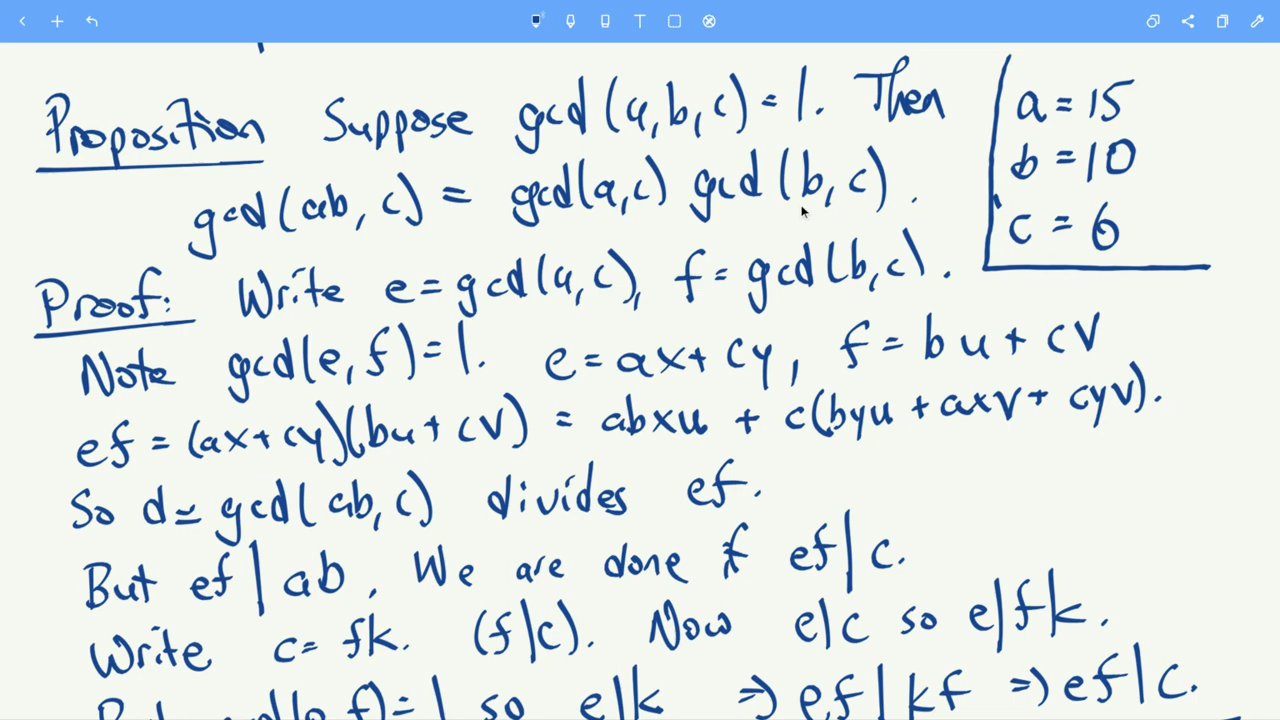 Proposition Suppose gcd(a,b,c)=1. Then
gcd(ab,c) = gcd(a,c) gcd(b,c).
a=15
b=10
c=6
Proof: Write e=gcd(a,c), f=gcd(b,c).
Note gcd(e,f)=1. e=ax+cy, f=bu+cv
ef=(ax+cy)(bu+cv) = abxu + c(byu+axv+cyv).
So d=gcd(ab,c) divides ef.
But ef|ab. We are done if ef|c.
Write c=fk. (f|c). Now e|c so e|fk.
f)=1 so e|k => ef|kf => ef|c.